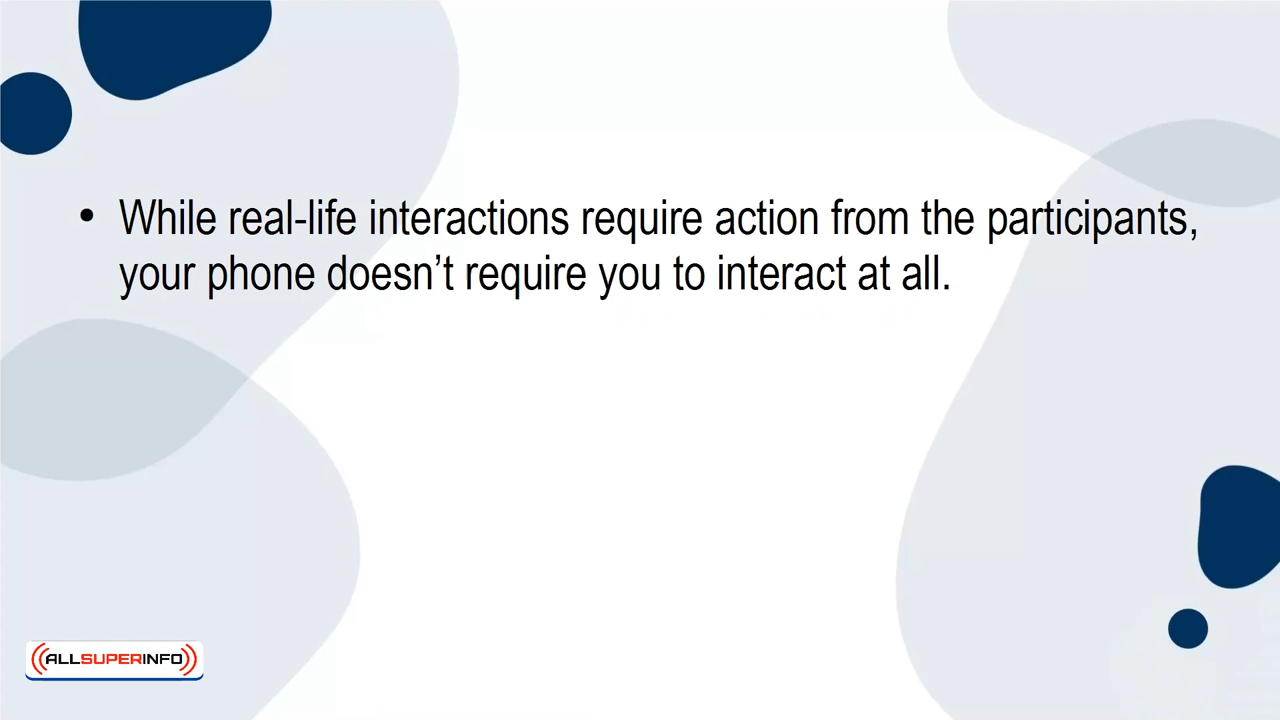 • While real-life interactions require action from the participants,
your phone doesn’t require you to interact at all.
ALLSUPERINFO